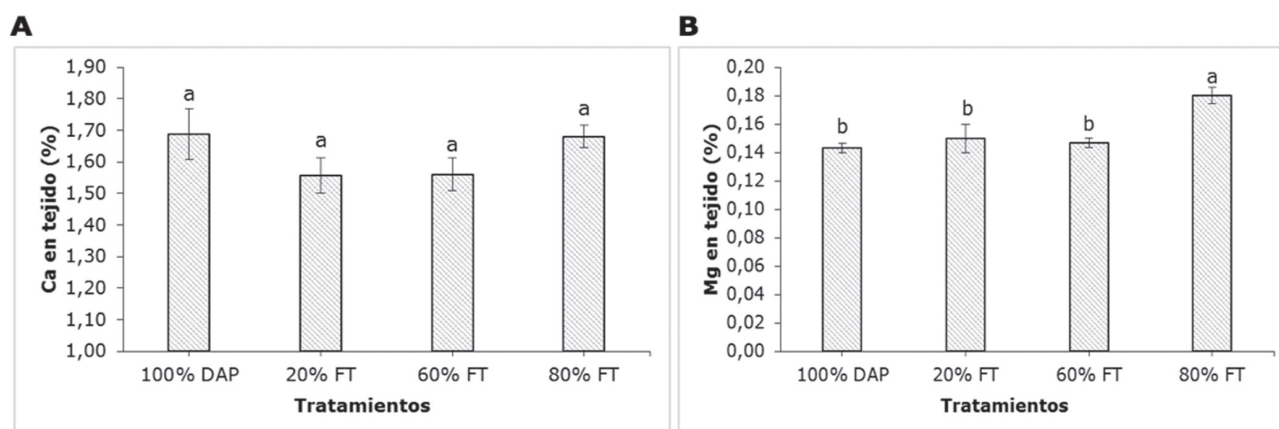 A
Ca en tejido (%)
1,90
1,80
1,70
1,60
1,50
1,40
1,30
1,20
1,10
1,00
a
a
a
a
100% DAP
20% FT
60% FT
80% FT
Tratamientos
B
Mg en tejido (%)
0,20
0,18
0,16
0,14
0,12
0,10
0,08
0,06
0,04
0,02
0,00
b
b
b
a
100% DAP
20% FT
60% FT
80% FT
Tratamientos